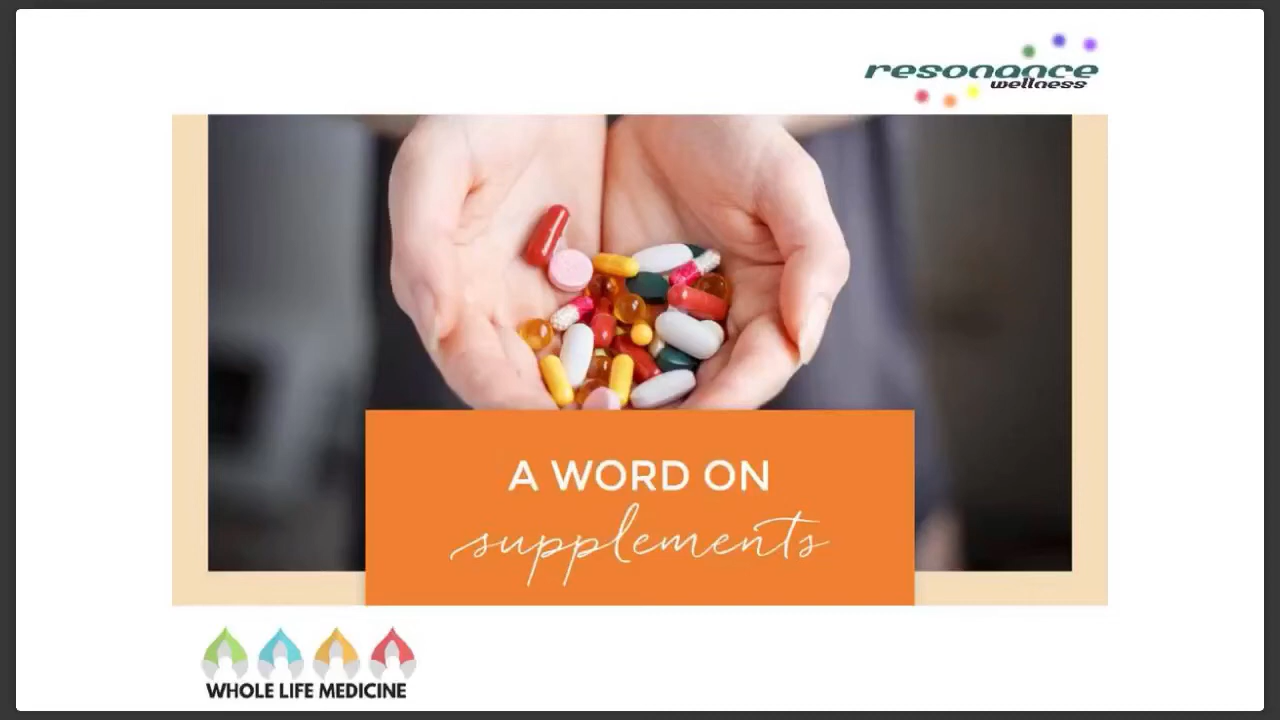 resonance
wellness
A WORD ON
supplements
WHOLE LIFE MEDICINE